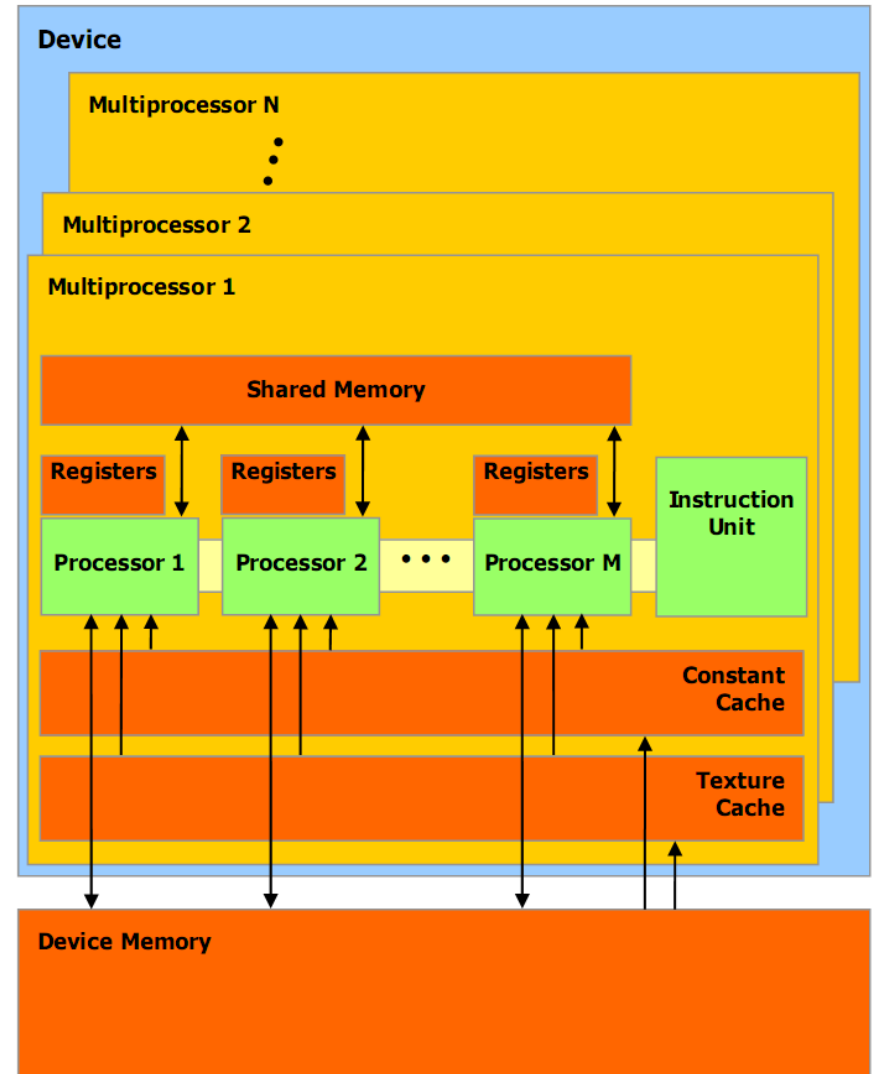 Device
Multiprocessor N
Multiprocessor 2
Multiprocessor 1
Shared Memory
Registers
Registers
Registers
Instruction
Unit
Processor 1
Processor 2
• • •
Processor M
Constant
Cache
Texture
Cache
Device Memory